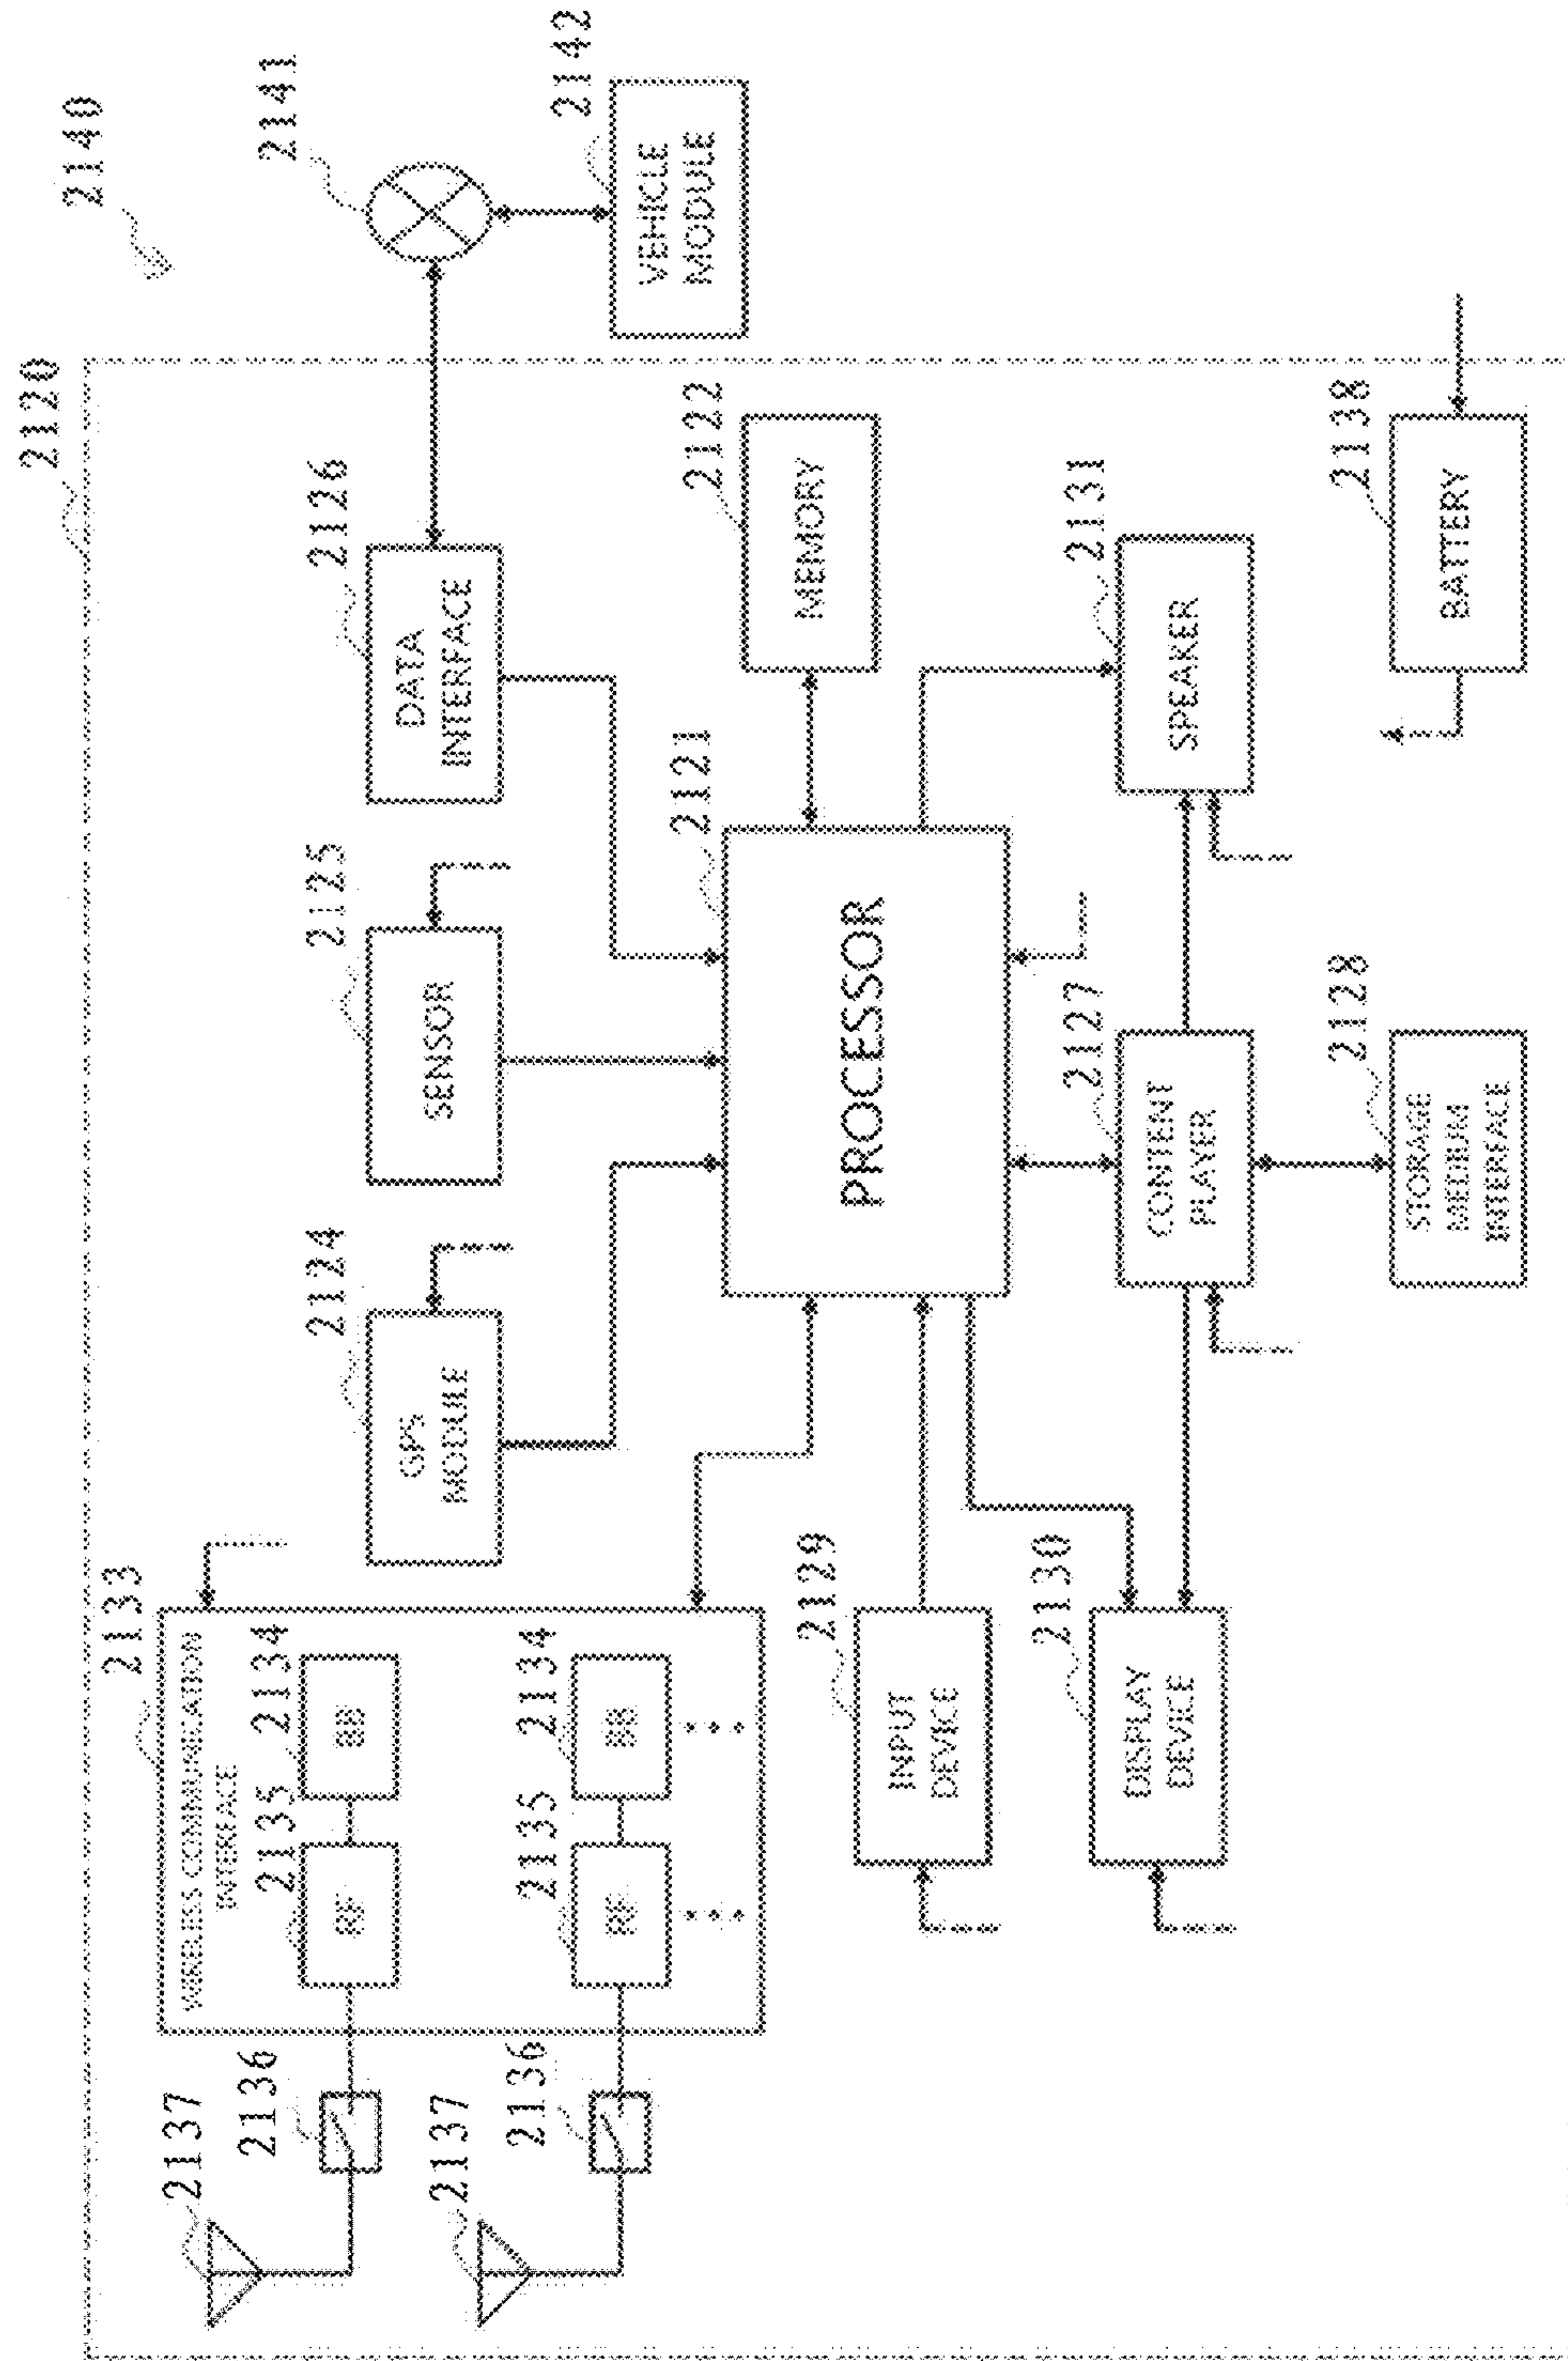 2140
2120
2141
2142
VEHICLE
MODULE
2133
WIRELESS COMMUNICATION
INTERFACE
2137
2136
2135
RF
2134
BB
2137
2136
2135
RF
2134
BB
2124
GPS
MODULE
2125
SENSOR
2126
DATA
INTERFACE
2121
PROCESSOR
2122
MEMORY
2129
INPUT
DEVICE
2130
DISPLAY
DEVICE
2127
CONTENT
PLAYER
2131
SPEAKER
2128
STORAGE
MEDIUM
INTERFACE
2138
BATTERY